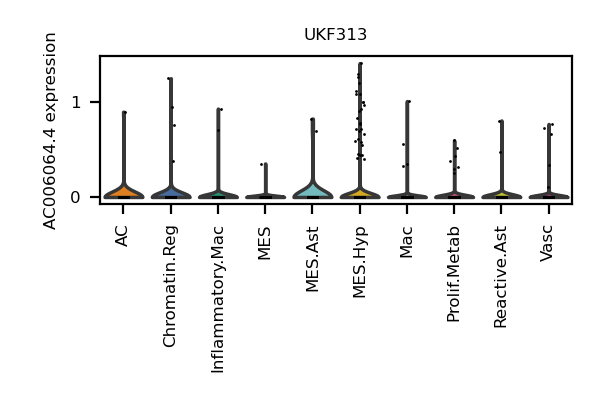 UKF313
AC006064.4 expression
1
0
AC
Chromatin.Reg
Inflammatory.Mac
MES
MES.Ast
MES.Hyp
Mac
Prolif.Metab
Reactive.Ast
Vasc